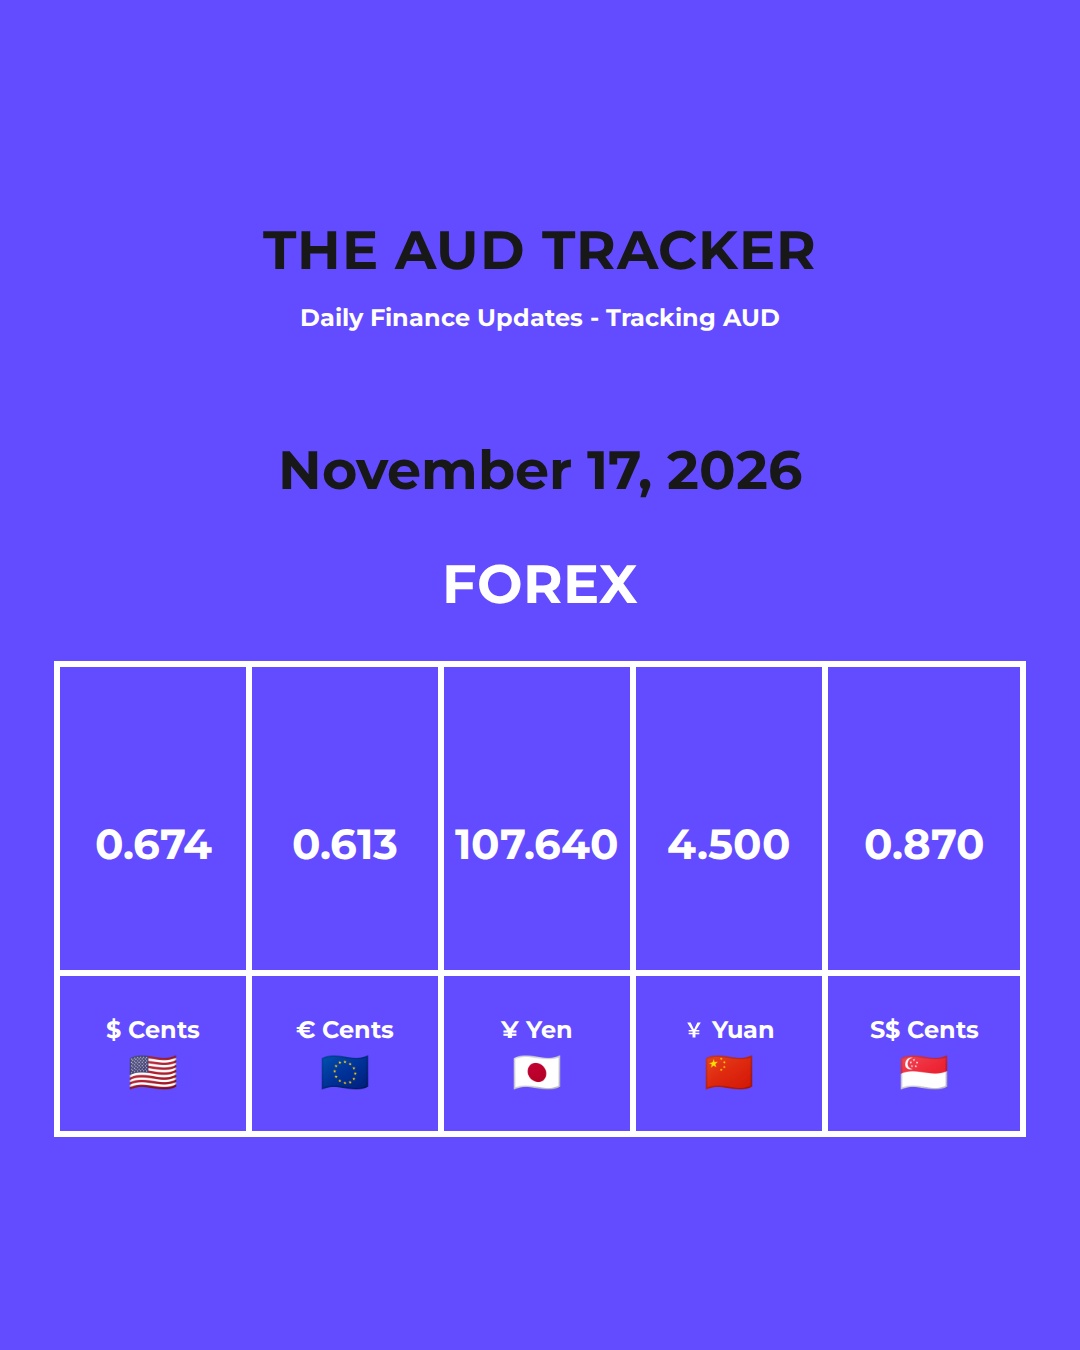 THE AUD TRACKER
Daily Finance Updates - Tracking AUD
November 17, 2026
FOREX
0.674 0.613 107.640 4.500 0.870
$ Cents € Cents ¥ Yen ¥ Yuan S$ Cents